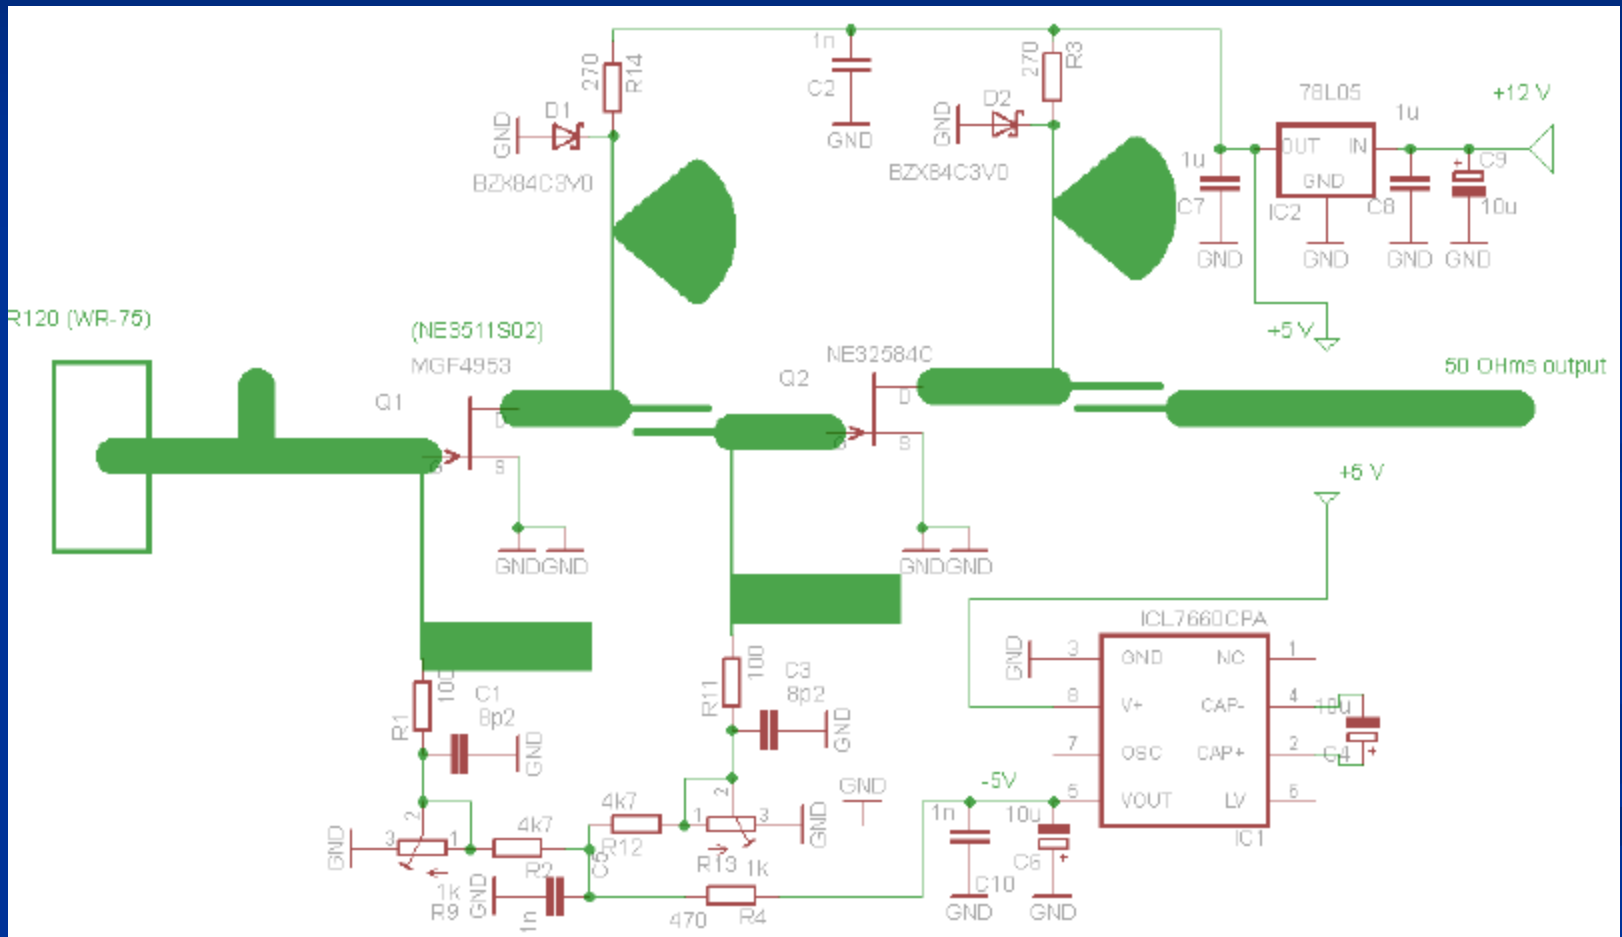 1n
270
R14
C2
270
R3
D1
GND
D2
GND
78L05
+12 V
1u
GND
BZX84C3V0
BZX84C3V0
1u
OUT
IN
GND
C9
C7
IC2
C8
10u
GND
GND
GND
GND
R120 (WR-75)
(NE3511S02)
MGF4953
+5 V
NE32584C
50 OHms output
Q1
Q2
D
D
G
S
G
S
+5 V
GND
GND
GND
GND
ICL7660CPA
GND
3
GND
NC
1
8
V+
CAP-
4
10u
7
OSC
CAP+
2
C4
5
VOUT
LV
6
IC1
100
R1
C1
8p2
GND
100
R11
C3
8p2
GND
GND
-5V
1n
10u
C10
C6
GND
GND
4k7
R12
1
2
3
GND
R13
1k
GND
3
2
1
4k7
R2
C5
1k
R9
GND
1n
470
R4